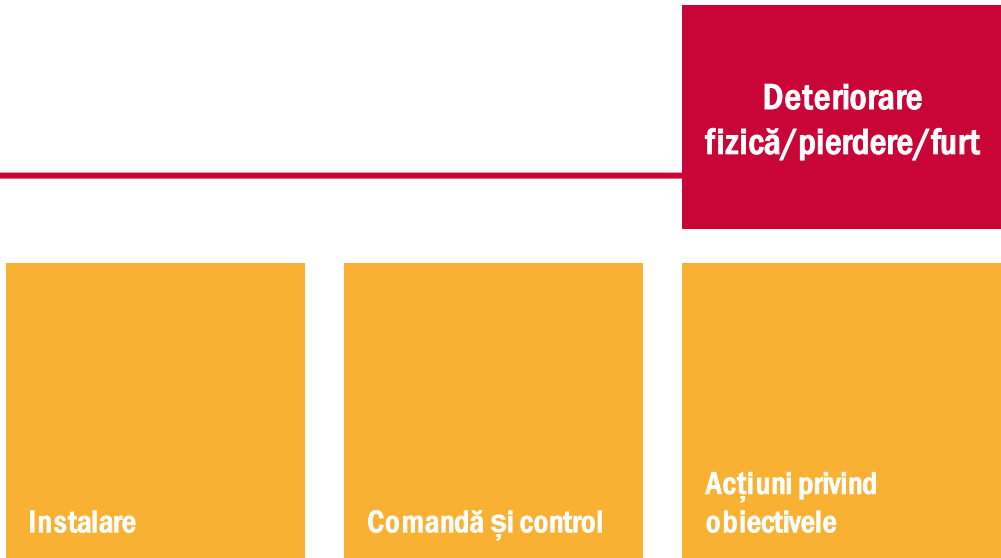 Deteriorare
fizică/pierdere/furt
Instalare
Comandă și control
Acțiuni privind
obiectivele